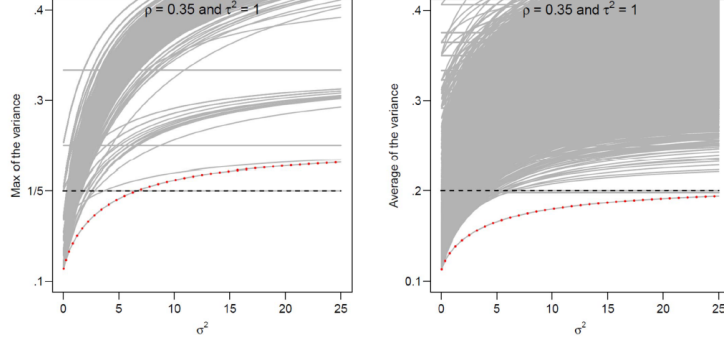 ρ = 0.35 and τ² = 1
.4
.3
1/5
.1
Max of the variance
0 5 10 15 20 25
σ²
ρ = 0.35 and τ² = 1
.4
.3
.2
0.1
Average of the variance
0 5 10 15 20 25
σ²